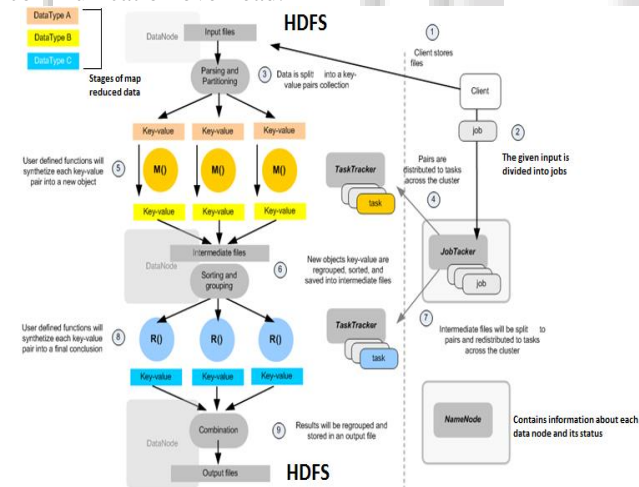 HDFS
DataType A
DataType B
DataType C
Stages of map
reduced data
DataNode
Input files
1
Client stores
files
Parsing and
Partitioning
3
Data is split into a key-
value pairs collection
Client
job
2
The given input is
divided into jobs
Key-value
Key-value
Key-value
User defined functions will
synthetize each key-value
pair into a new object
5
M()
M()
M()
TaskTracker
task
Pairs are
distributed to tasks
across the cluster
4
Key-value
Key-value
Key-value
JobTacker
job
Intermediate files
DataNode
Sorting and
grouping
6
New objects key-value are
regrouped, sorted, and
saved into intermediate files
User defined functions will
synthetize each key-value
pair into a final conclusion
8
R()
R()
R()
TaskTracker
task
7
Intermediate files will be split to
pairs and redistributed to tasks
across the cluster
Key-value
Key-value
Key-value
DataNode
Combination
9
Results will be regrouped and
stored in an output file
NameNode
Contains information about each
data node and its status
Output files
HDFS